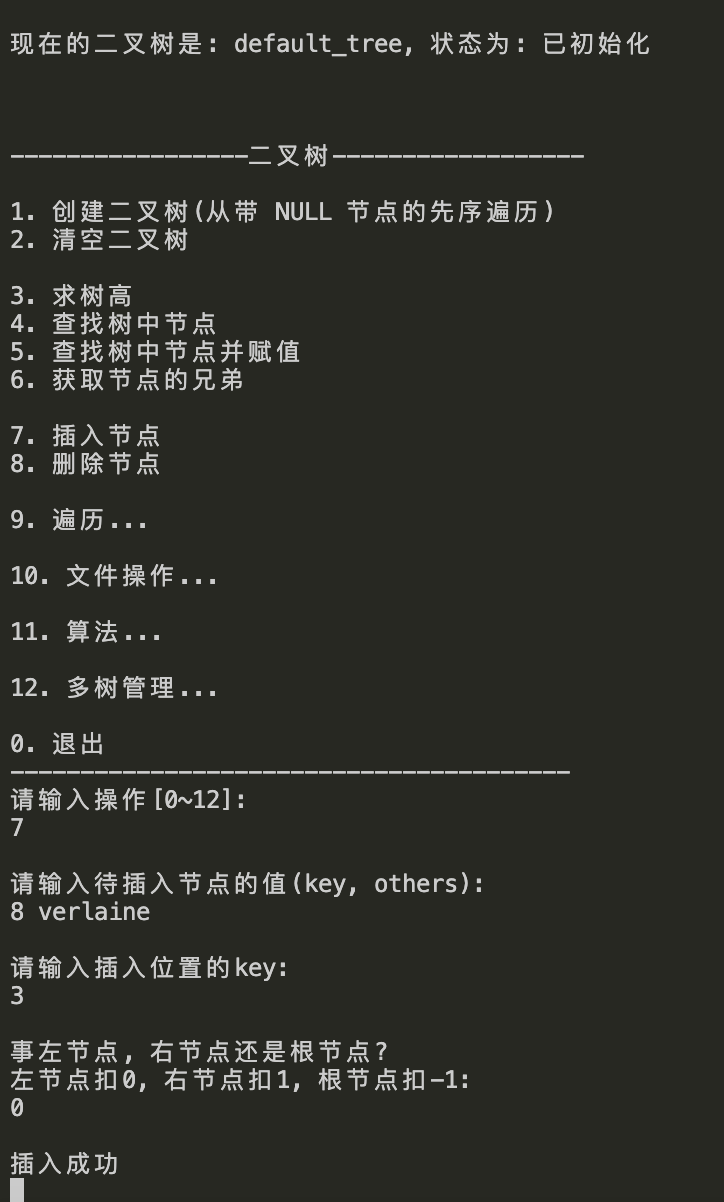 现在的二叉树是: default_tree, 状态为: 已初始化
-----------------二叉树------------------
1. 创建二叉树(从带 NULL 节点的先序遍历)
2. 清空二叉树
3. 求树高
4. 查找树中节点
5. 查找树中节点并赋值
6. 获取节点的兄弟
7. 插入节点
8. 删除节点
9. 遍历...
10. 文件操作...
11. 算法...
12. 多树管理...
0. 退出
----------------------------------------
请输入操作[0~12]:
7
请输入待插入节点的值(key, others):
8 verlaine
请输入插入位置的key:
3
事左节点, 右节点还是根节点?
左节点扣0, 右节点扣1, 根节点扣-1:
0
插入成功